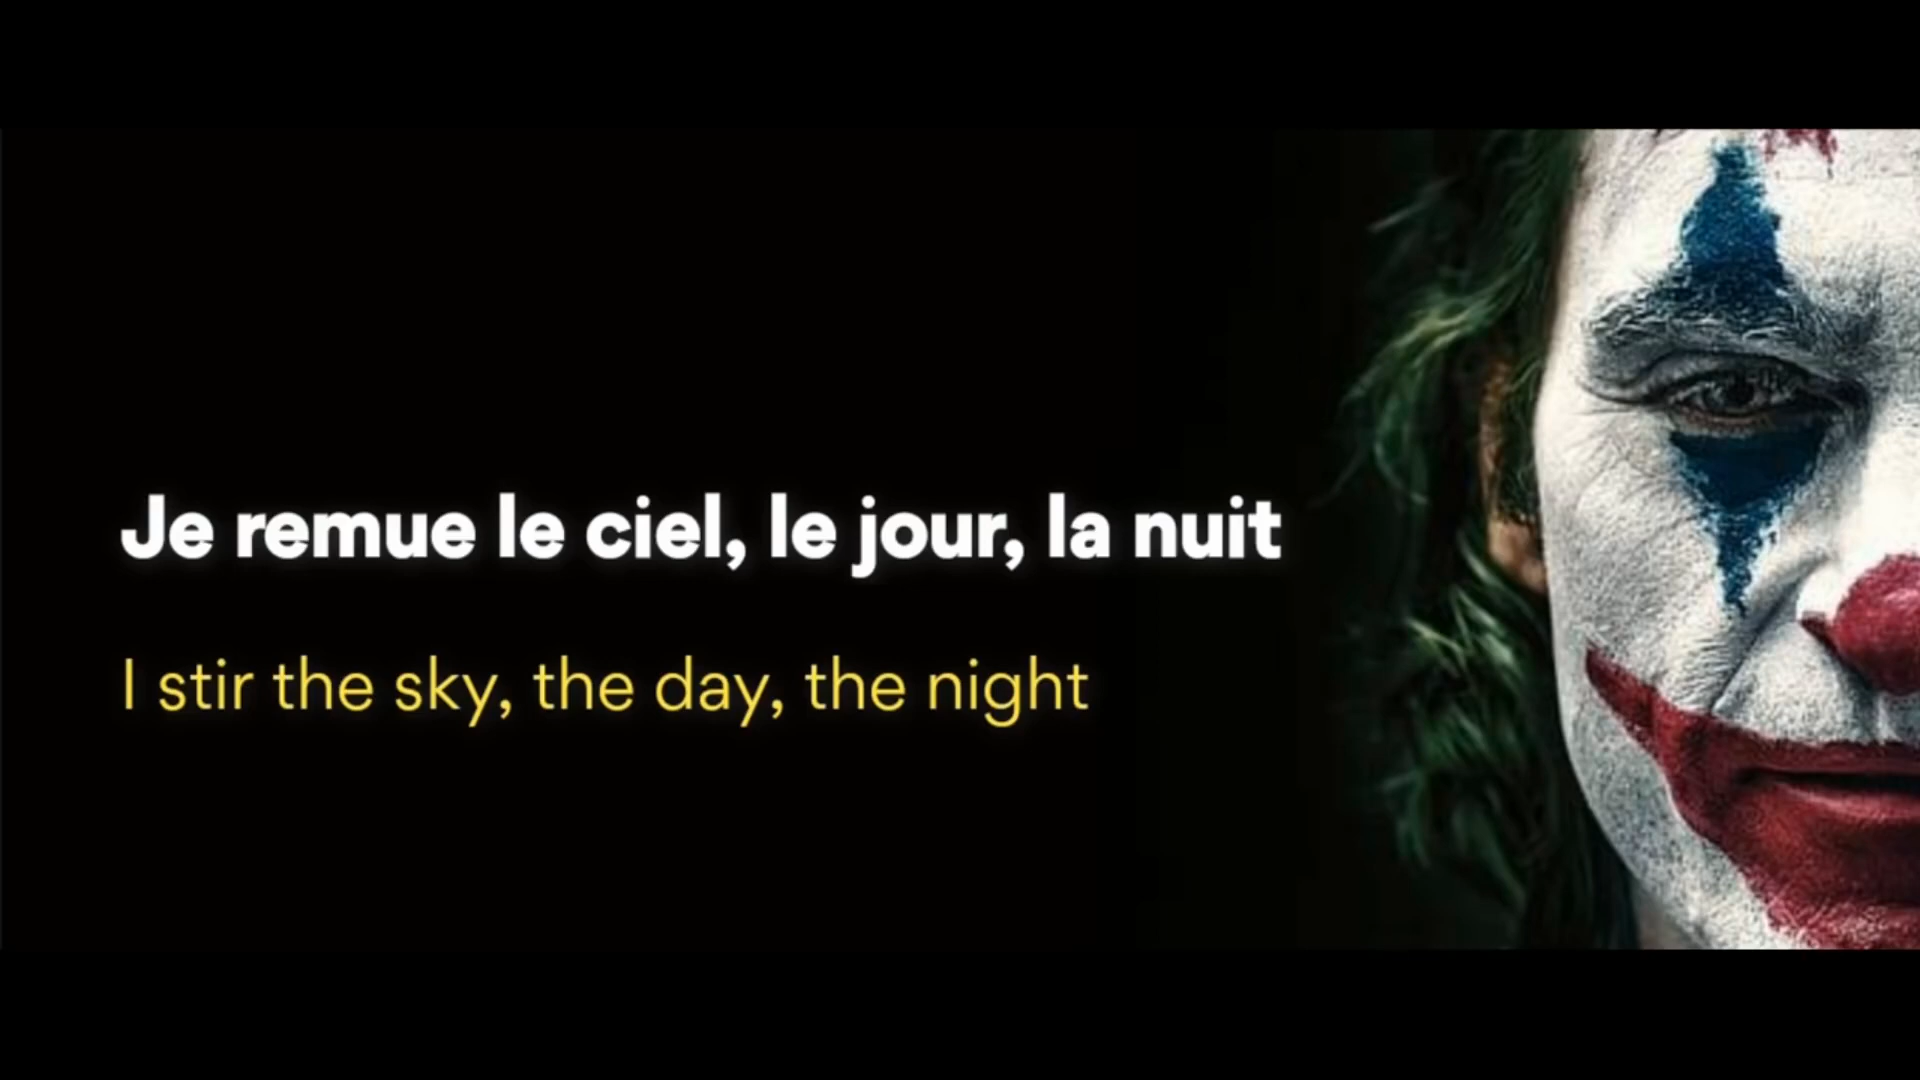 Je remue le ciel, le jour, la nuit
I stir the sky, the day, the night